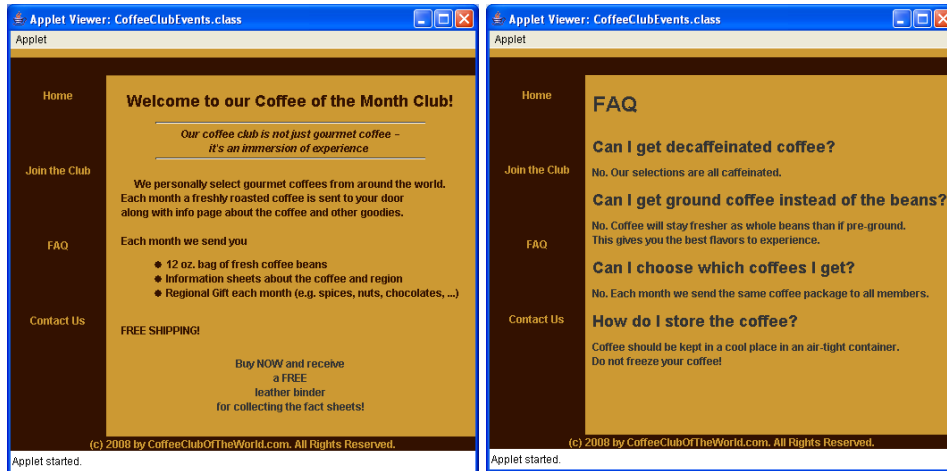 Applet Viewer: CoffeeClubEvents.class
Applet
Home
Join the Club
FAQ
Contact Us
Welcome to our Coffee of the Month Club!
Our coffee club is not just gourmet coffee –
it's an immersion of experience
We personally select gourmet coffees from around the world.
Each month a freshly roasted coffee is sent to your door
along with info page about the coffee and other goodies.
Each month we send you
12 oz. bag of fresh coffee beans
Information sheets about the coffee and region
Regional Gift each month (e.g. spices, nuts, chocolates, ...)
FREE SHIPPING!
Buy NOW and receive
a FREE
leather binder
for collecting the fact sheets!
(c) 2008 by CoffeeClubOfTheWorld.com. All Rights Reserved.
Applet started.
Applet Viewer: CoffeeClubEvents.class
Applet
Home
Join the Club
FAQ
Contact Us
FAQ
Can I get decaffeinated coffee?
No. Our selections are all caffeinated.
Can I get ground coffee instead of the beans?
No. Coffee will stay fresher as whole beans than if pre-ground.
This gives you the best flavors to experience.
Can I choose which coffees I get?
No. Each month we send the same coffee package to all members.
How do I store the coffee?
Coffee should be kept in a cool place in an air-tight container.
Do not freeze your coffee!
(c) 2008 by CoffeeClubOfTheWorld.com. All Rights Reserved.
Applet started.